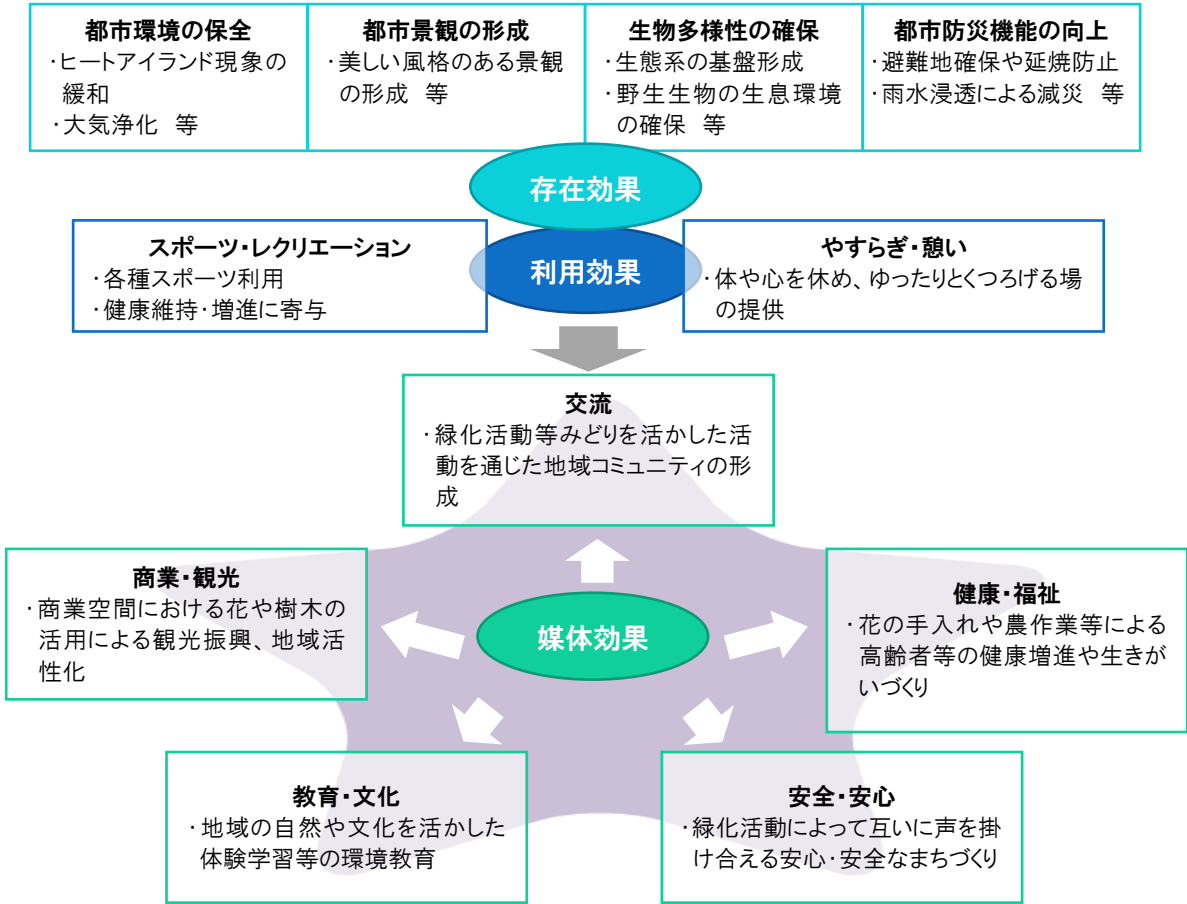 都市環境の保全
・ヒートアイランド現象の
緩和
・大気浄化　等
都市景観の形成
・美しい風格のある景観
の形成　等
生物多様性の確保
・生態系の基盤形成
・野生生物の生息環境
の確保　等
都市防災機能の向上
・避難地確保や延焼防止
・雨水浸透による減災　等
存在効果
スポーツ・レクリエーション
・各種スポーツ利用
・健康維持・増進に寄与
利用効果
やすらぎ・憩い
・体や心を休め、ゆったりとくつろげる場
の提供
交流
・緑化活動等みどりを活かした活
動を通じた地域コミュニティの形
成
商業・観光
・商業空間における花や樹木の
活用による観光振興、地域活
性化
媒体効果
健康・福祉
・花の手入れや農作業等による
高齢者等の健康増進や生きが
いづくり
教育・文化
・地域の自然や文化を活かした
体験学習等の環境教育
安全・安心
・緑化活動によって互いに声を掛
け合える安心・安全なまちづくり